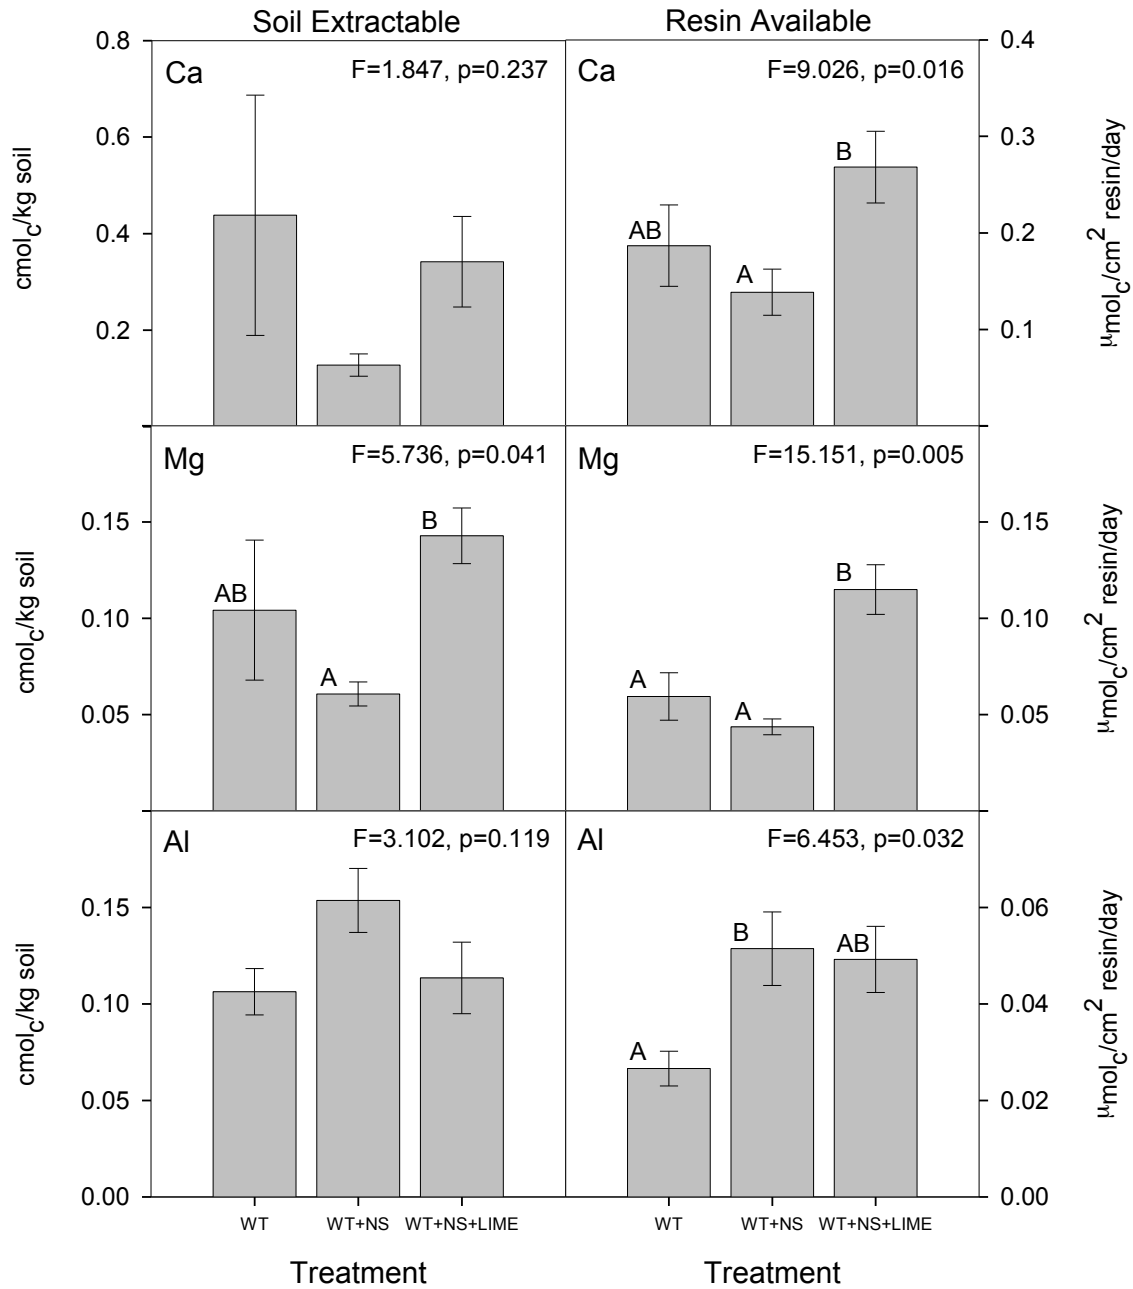 Soil Extractable
Resin Available
0.8
0.6
0.4
0.2
cmolc/kg soil
Ca
F=1.847, p=0.237
Ca
F=9.026, p=0.016
AB
A
B
0.4
0.3
0.2
0.1
μmolc/cm2 resin/day
0.15
0.10
0.05
cmolc/kg soil
Mg
F=5.736, p=0.041
AB
A
B
Mg
F=15.151, p=0.005
A
A
B
0.15
0.10
0.05
μmolc/cm2 resin/day
0.15
0.10
0.05
0.00
cmolc/kg soil
Al
F=3.102, p=0.119
Al
F=6.453, p=0.032
A
B
AB
0.06
0.04
0.02
0.00
μmolc/cm2 resin/day
WT WT+NS WT+NS+LIME
WT WT+NS WT+NS+LIME
Treatment
Treatment